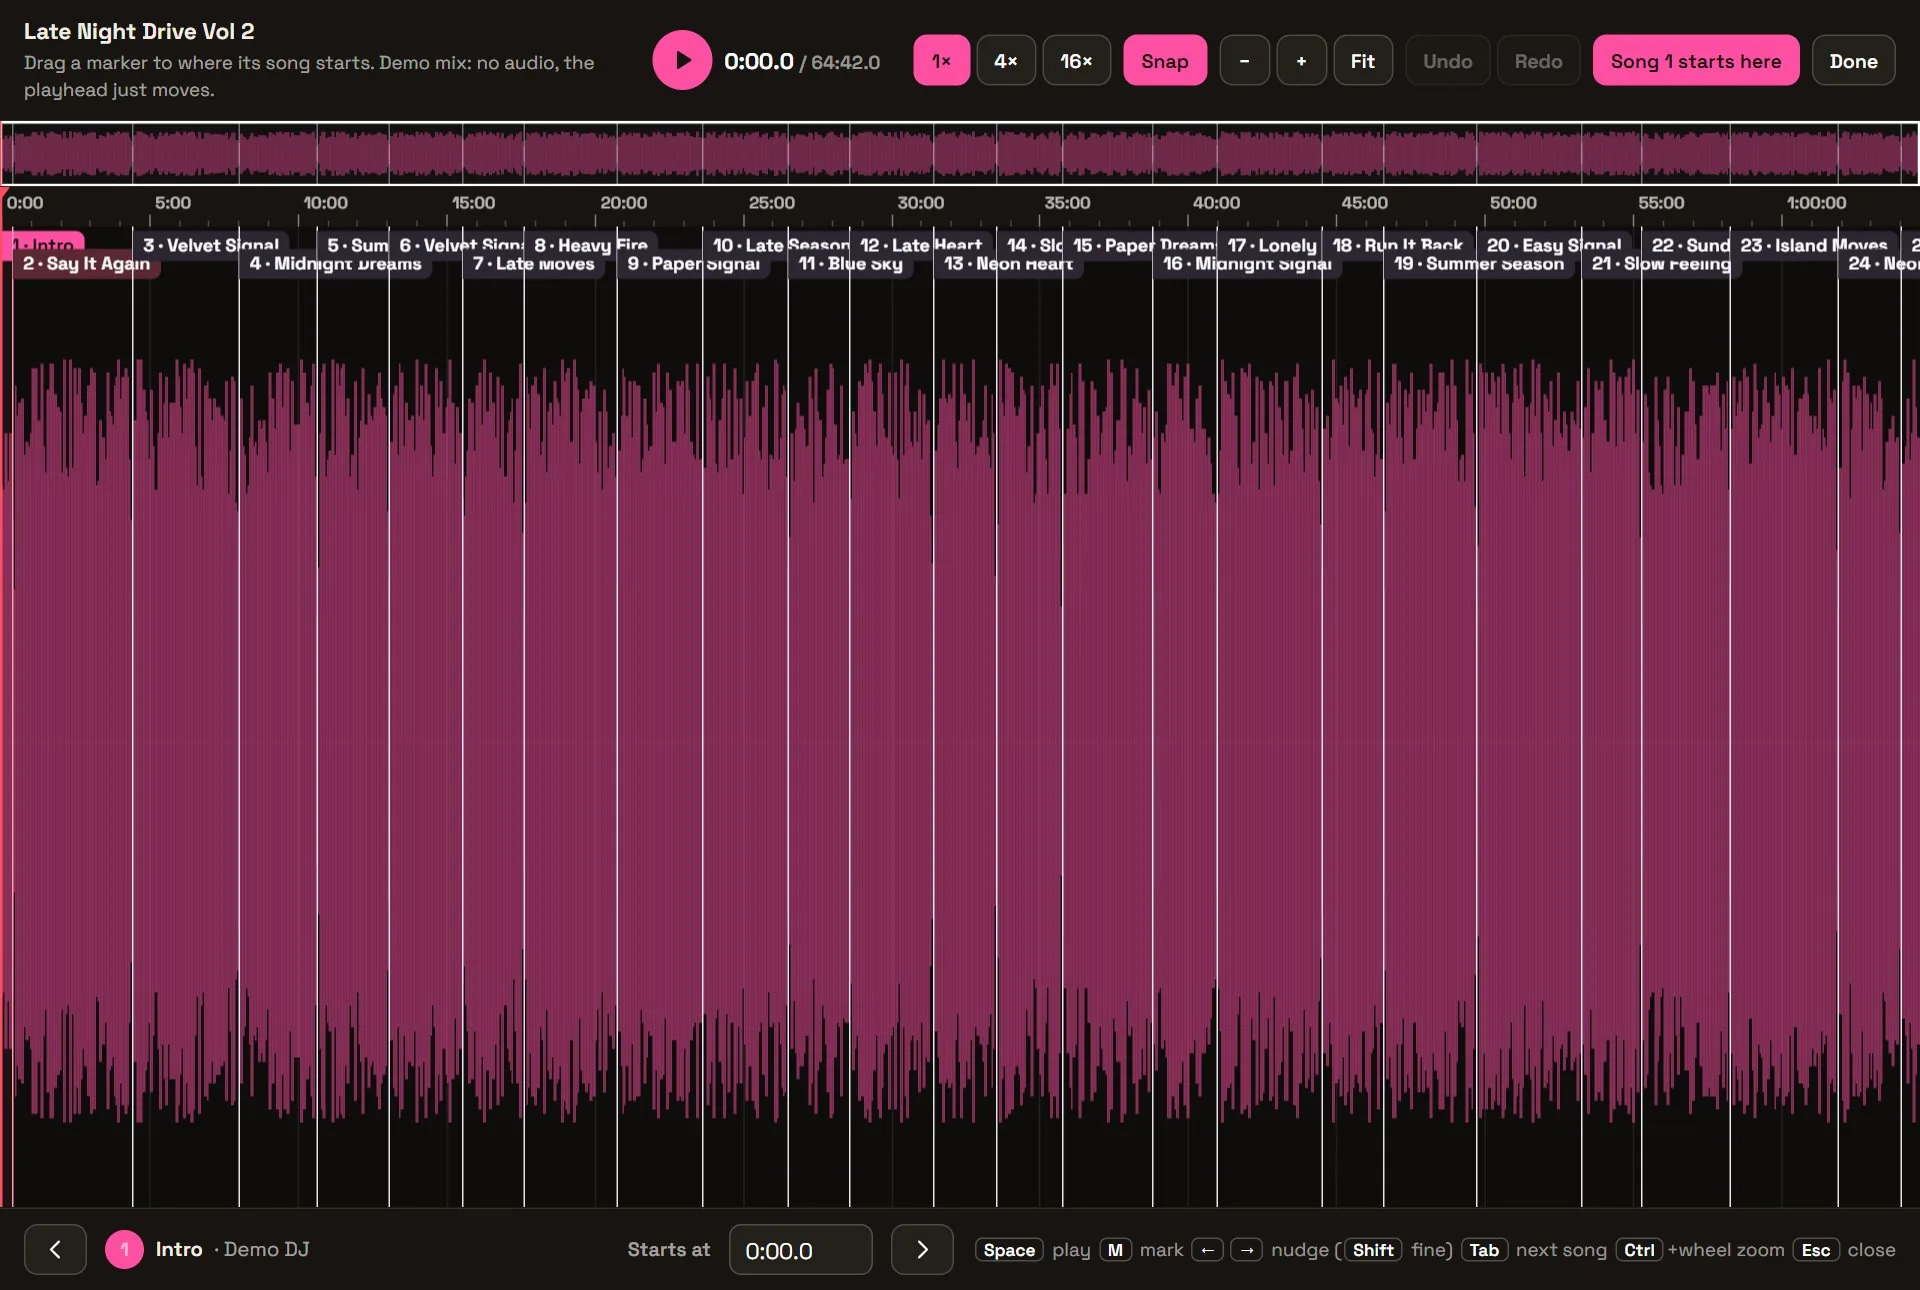 Late Night Drive Vol 2
Drag a marker to where its song starts. Demo mix: no audio, the
playhead just moves.
0:00.0 / 64:42.0
1× 4× 16× Snap - + Fit Undo Redo Song 1 starts here Done
0:00 5:00 10:00 15:00 20:00 25:00 30:00 35:00 40:00 45:00 50:00 55:00 1:00:00
1 · Intro 3 · Velvet Signal 5 · Sum 6 · Velvet Signa 8 · Heavy Fire 10 · Late Season 12 · Late Heart 14 · Slo 15 · Paper Dream 17 · Lonely 18 · Run It Back 20 · Easy Signal 22 · Sund 23 · Island Moves 2
2 · Say It Again 4 · Midnight Dreams 7 · Late Moves 9 · Paper Signal 11 · Blue Sky 13 · Neon Heart 16 · Midnight Signal 19 · Summer Season 21 · Slow Feeling 24 · Neo
1 Intro · Demo DJ Starts at 0:00.0 Space play M mark ← → nudge (Shift fine) Tab next song Ctrl +wheel zoom Esc close